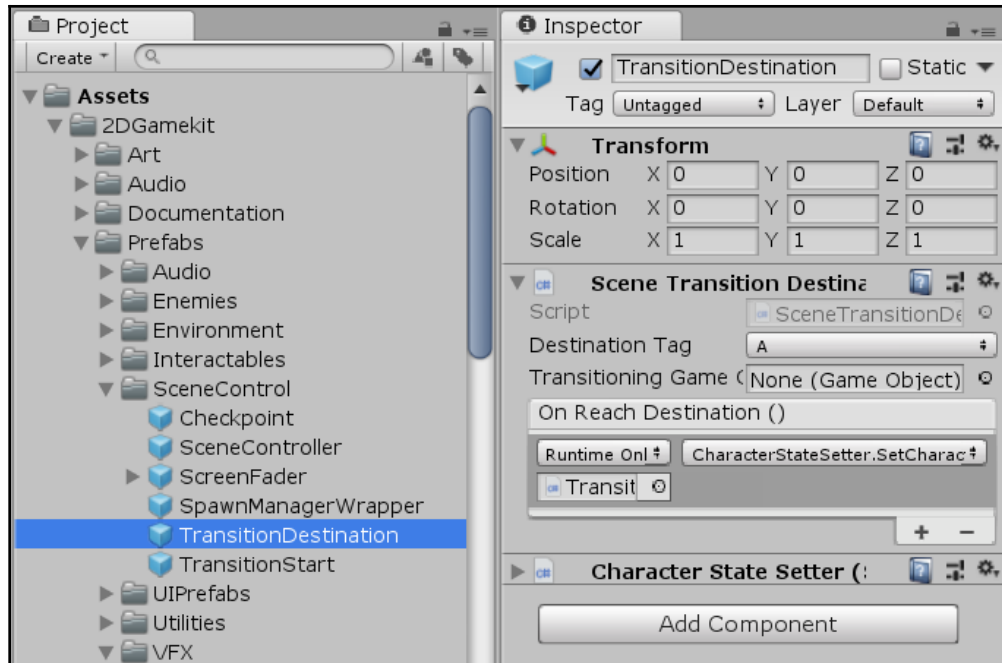 Project
Create
Assets
2DGamekit
Art
Audio
Documentation
Prefabs
Audio
Enemies
Environment
Interactables
SceneControl
Checkpoint
SceneController
ScreenFader
SpawnManagerWrapper
TransitionDestination
TransitionStart
UIPrefabs
Utilities
VFX
Inspector
TransitionDestination Static
Tag Untagged Layer Default
Transform
Position X 0 Y 0 Z 0
Rotation X 0 Y 0 Z 0
Scale X 1 Y 1 Z 1
C# Scene Transition Destina
Script SceneTransitionDe
Destination Tag A
Transitioning Game ( None (Game Object)
On Reach Destination ()
Runtime Onl CharacterStateSetter.SetCharac
Transit
+ −
C# Character State Setter (
Add Component